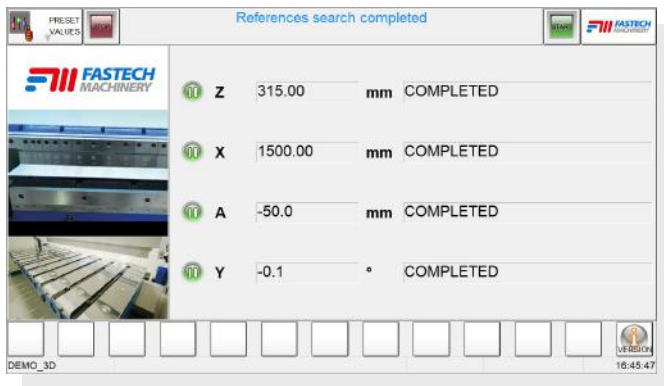 PRESET
VALUES
STOP
References search completed
START
FASTECH
MACHINERY
FASTECH
MACHINERY
Z 315.00 mm COMPLETED
X 1500.00 mm COMPLETED
A -50.0 mm COMPLETED
Y -0.1 ° COMPLETED
VERSION
DEMO_3D
16:45:47